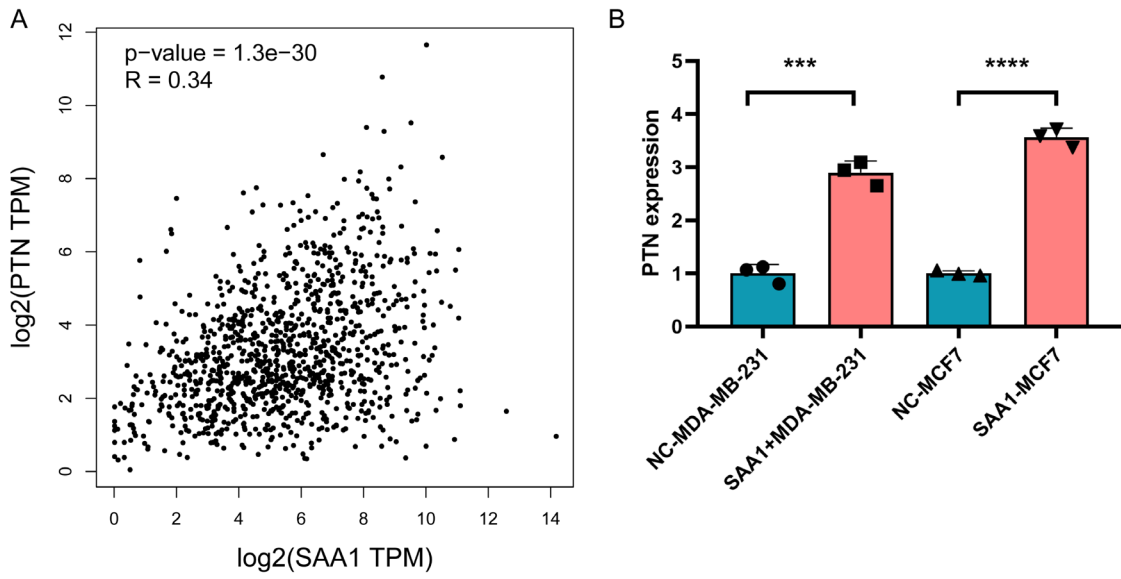 A
p−value = 1.3e−30
R = 0.34
log2(PTN TPM)
12
10
8
6
4
2
0
0 2 4 6 8 10 12 14
log2(SAA1 TPM)
B
*** ****
PTN expression
5
4
3
2
1
0
NC-MDA-MB-231
SAA1+MDA-MB-231
NC-MCF7
SAA1-MCF7